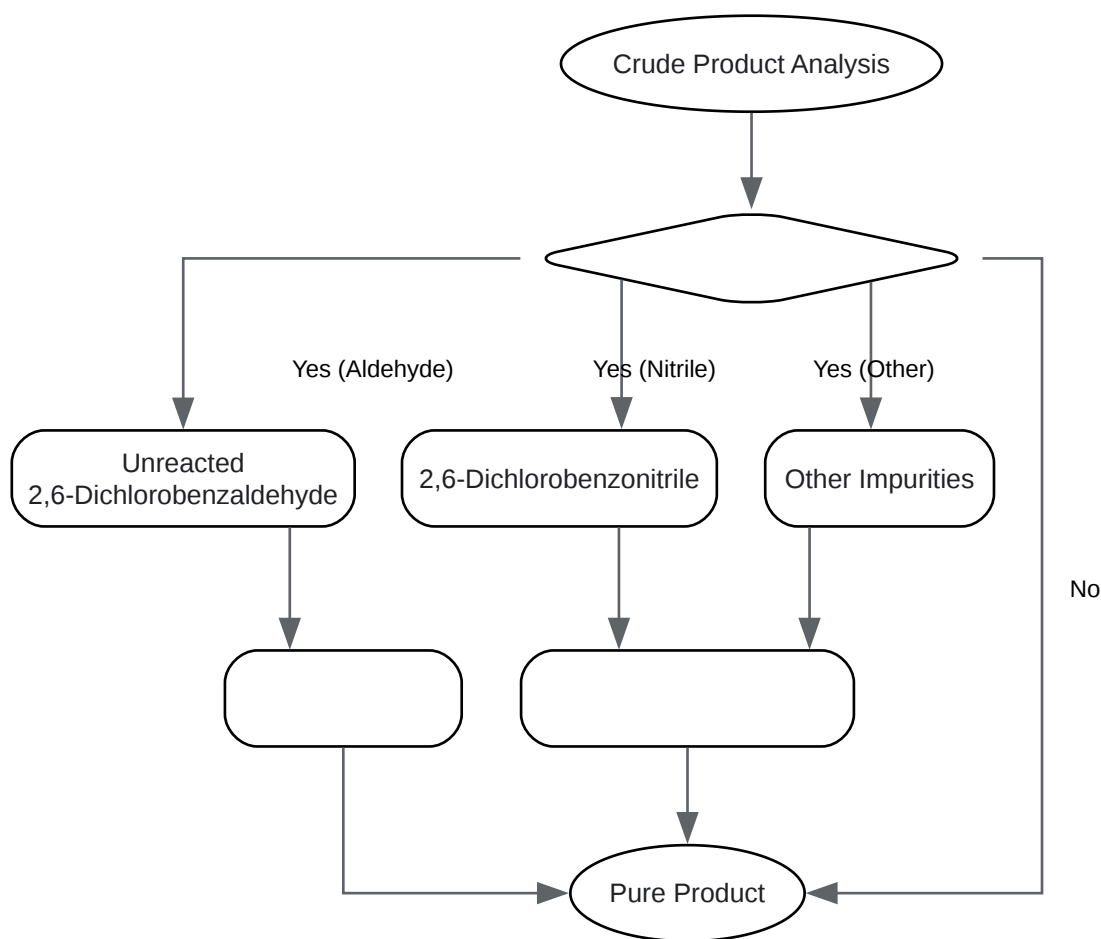 Crude Product Analysis
Yes (Aldehyde)
Yes (Nitrile)
Yes (Other)
Unreacted
2,6-Dichlorobenzaldehyde
2,6-Dichlorobenzonitrile
Other Impurities
No
Pure Product